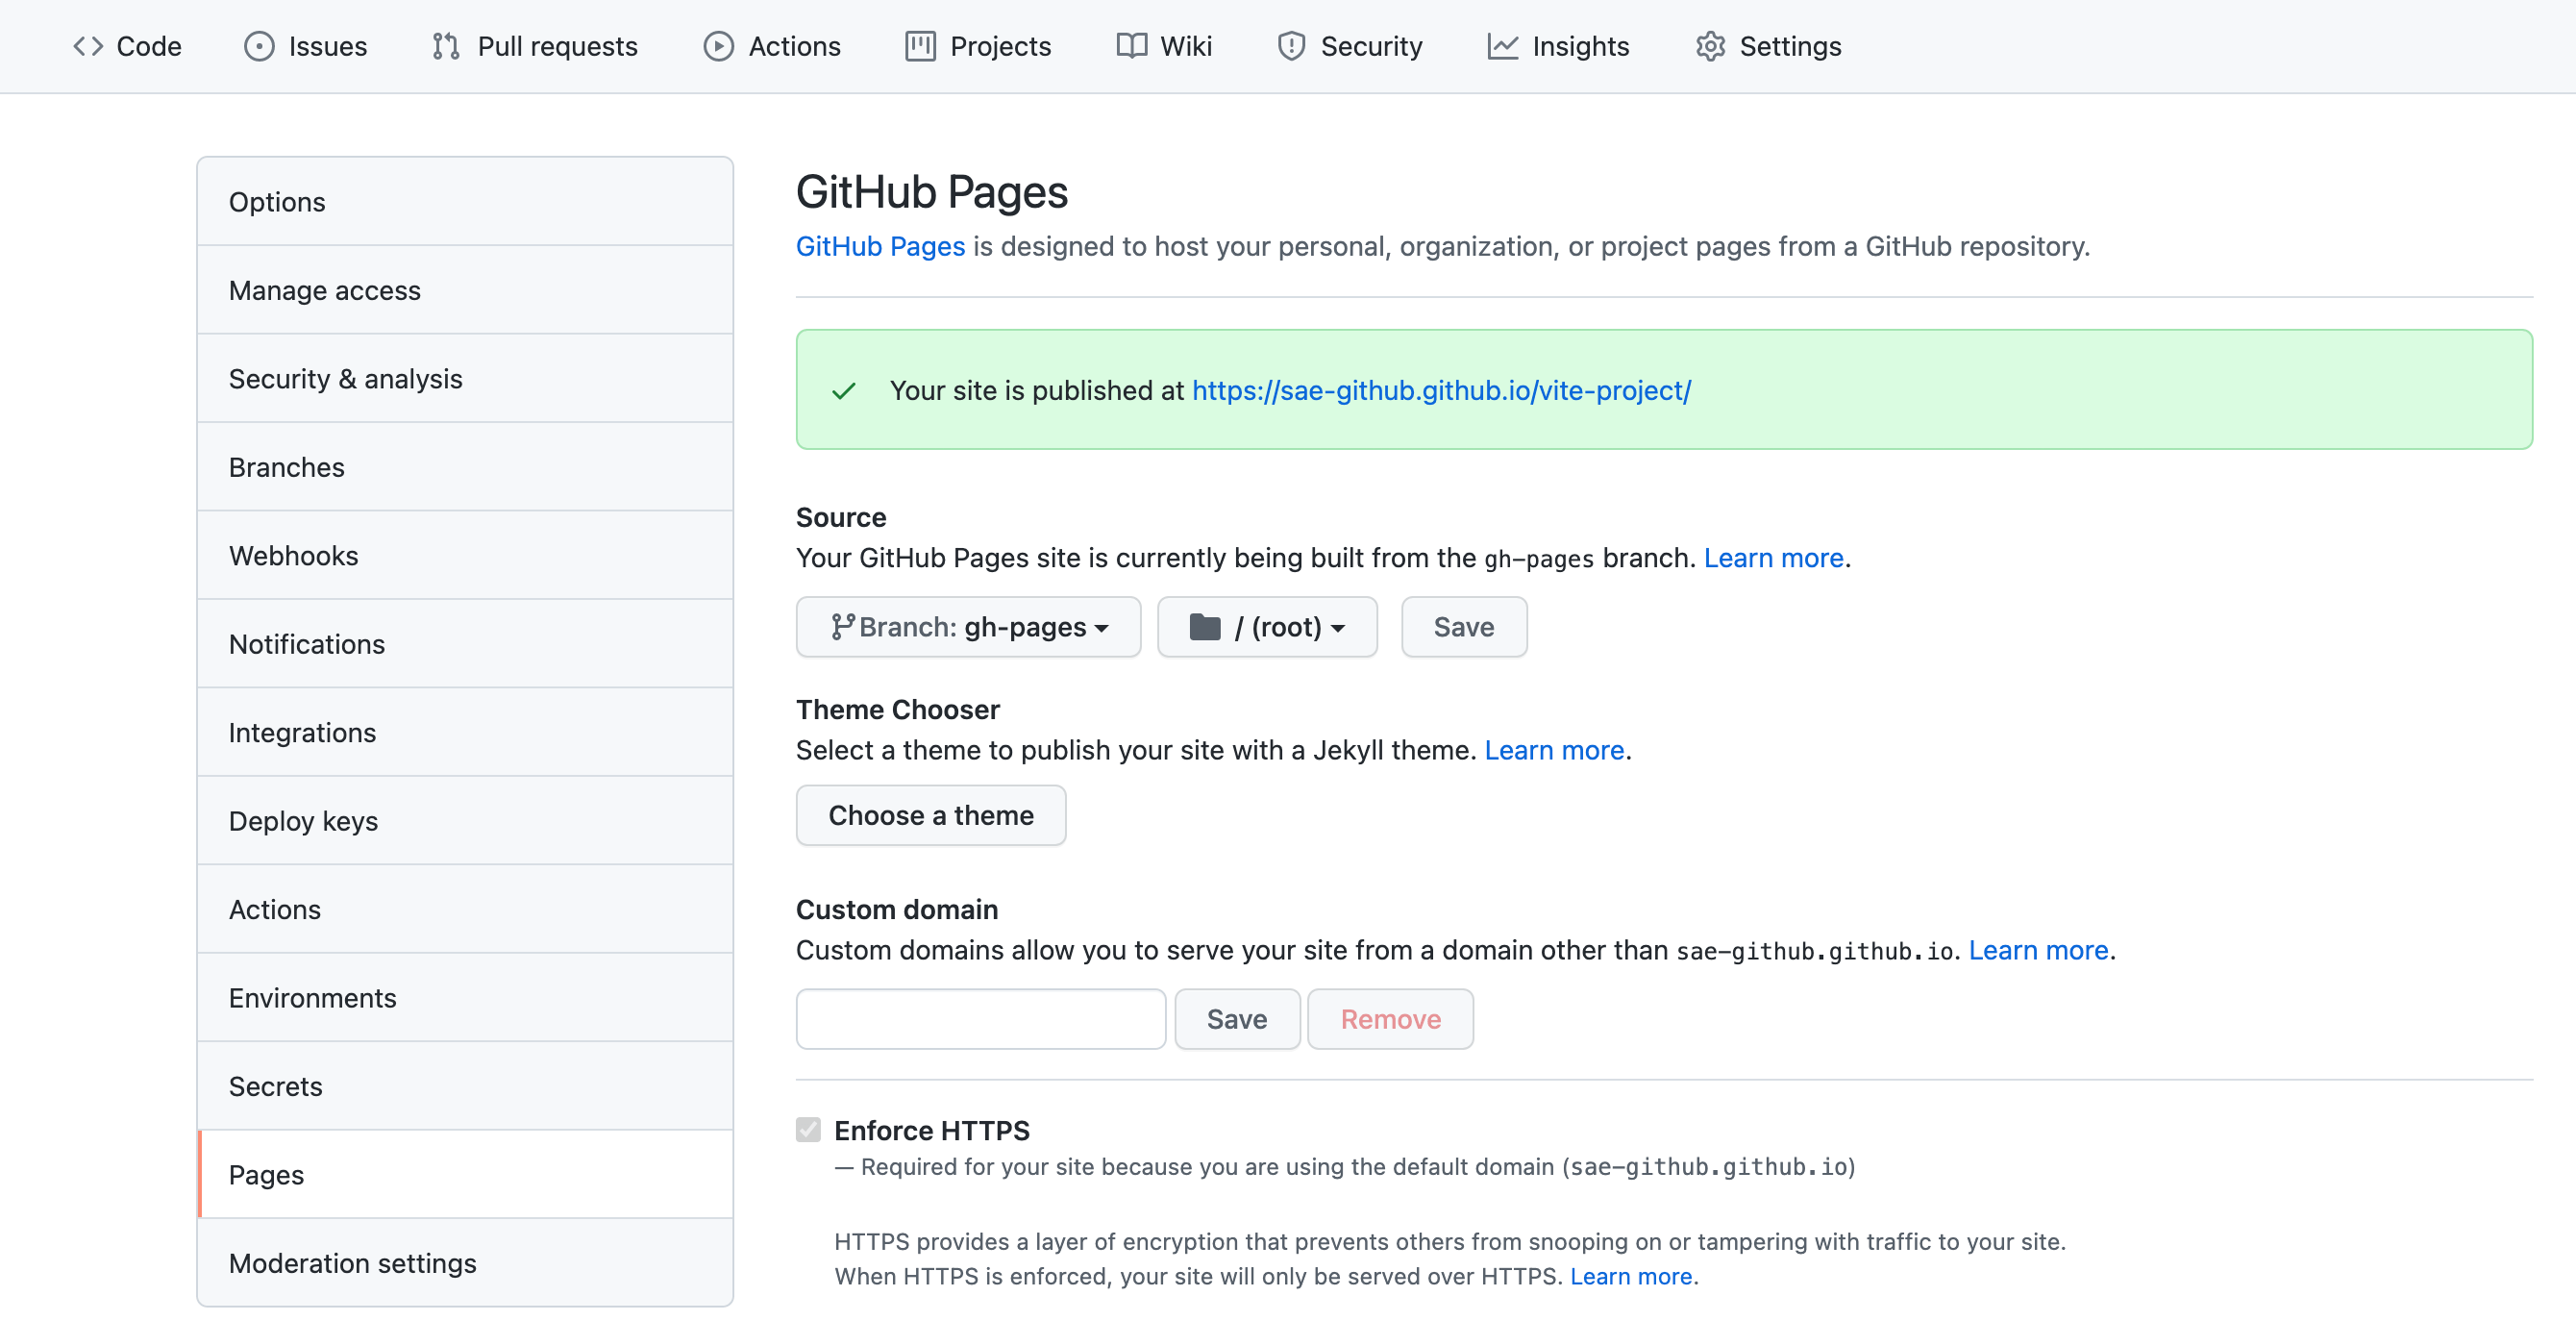 Code Issues Pull requests Actions Projects Wiki Security Insights Settings
Options
Manage access
Security & analysis
Branches
Webhooks
Notifications
Integrations
Deploy keys
Actions
Environments
Secrets
Pages
Moderation settings
GitHub Pages
GitHub Pages is designed to host your personal, organization, or project pages from a GitHub repository.
Your site is published at https://sae-github.github.io/vite-project/
Source
Your GitHub Pages site is currently being built from the gh-pages branch. Learn more.
Branch: gh-pages / (root) Save
Theme Chooser
Select a theme to publish your site with a Jekyll theme. Learn more.
Choose a theme
Custom domain
Custom domains allow you to serve your site from a domain other than sae-github.github.io. Learn more.
Save Remove
Enforce HTTPS
— Required for your site because you are using the default domain (sae-github.github.io)
HTTPS provides a layer of encryption that prevents others from snooping on or tampering with traffic to your site.
When HTTPS is enforced, your site will only be served over HTTPS. Learn more.